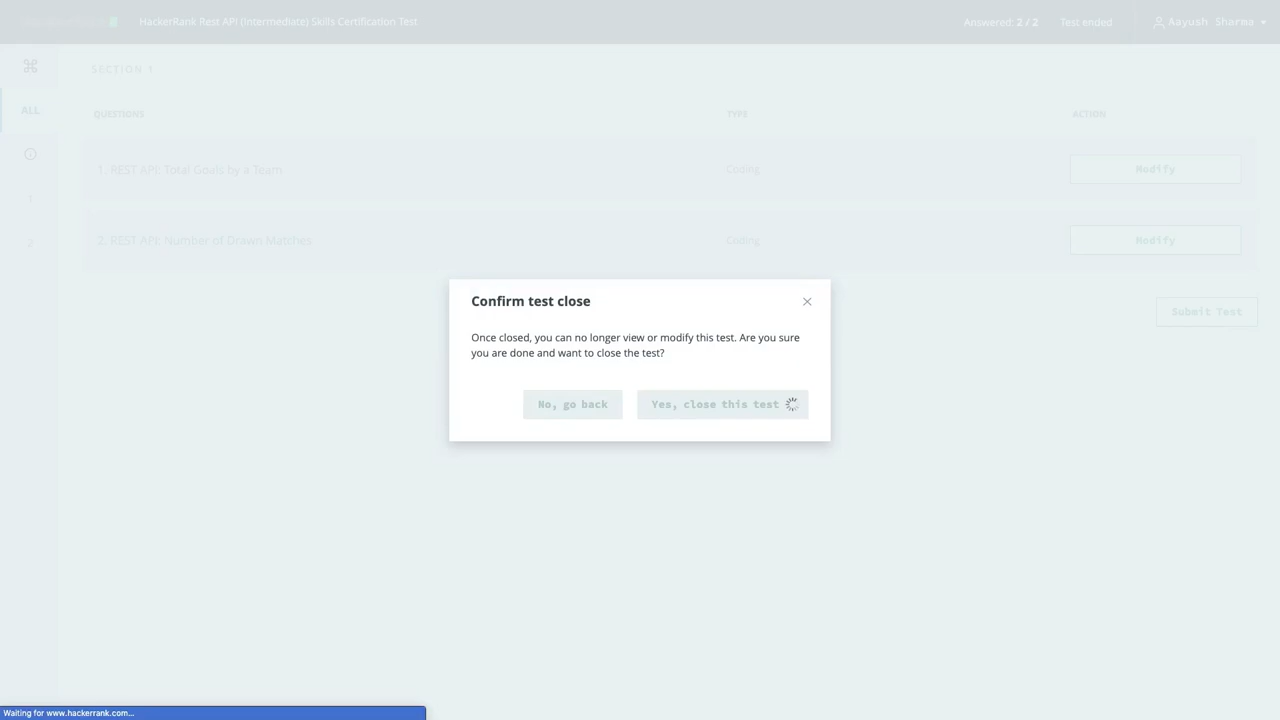 HackerRank Rest API (Intermediate) Skills Certification Test
Answered: 2 / 2
Test ended
Aayush Sharma
ALL
SECTION 1
QUESTIONS
TYPE
ACTION
1. REST API: Total Goals by a Team
Coding
Modify
1
2
2. REST API: Number of Drawn Matches
Coding
Modify
Submit Test
Confirm test close
Once closed, you can no longer view or modify this test. Are you sure
you are done and want to close the test?
No, go back
Yes, close this test
Waiting for www.hackerrank.com...